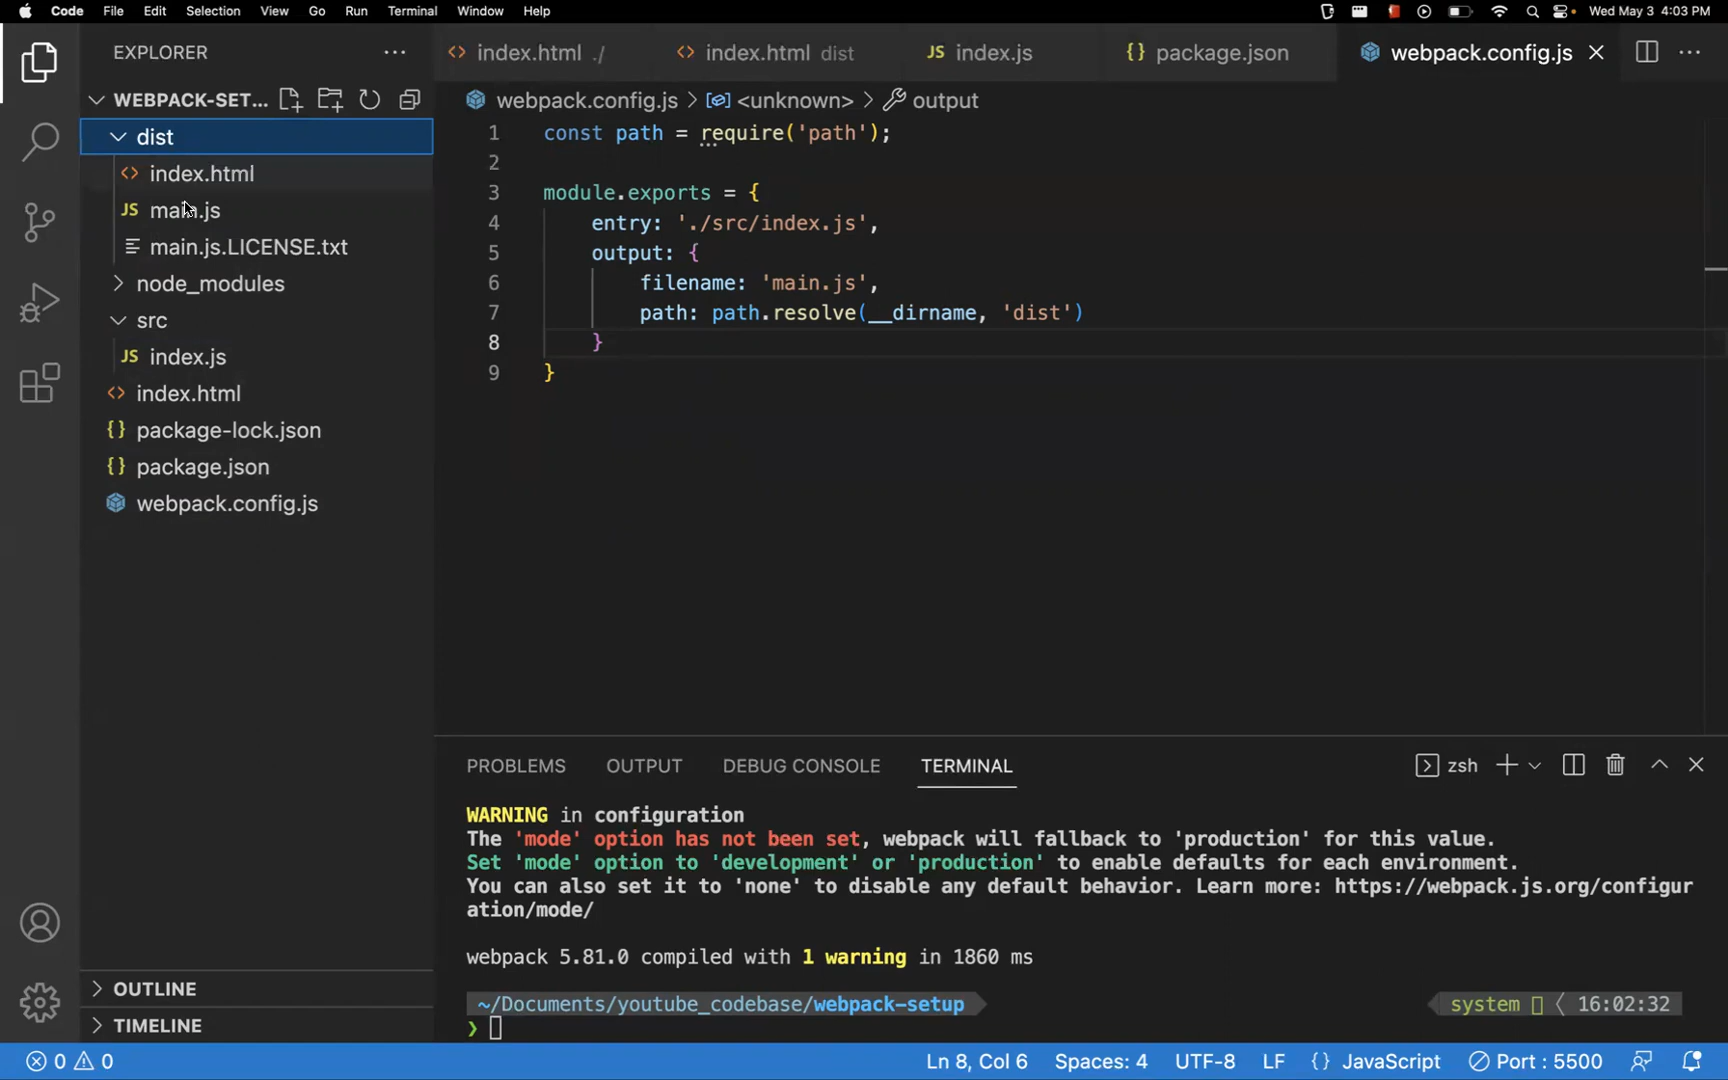 Code File Edit Selection View Go Run Terminal Window Help Wed May 3 4:03 PM
EXPLORER
index.html ./ index.html dist JS index.js {} package.json webpack.config.js
WEBPACK-SET...
webpack.config.js > <unknown> > output
dist
index.html
JS main.js
main.js.LICENSE.txt
node_modules
src
JS index.js
index.html
{} package-lock.json
{} package.json
webpack.config.js
1 const path = require('path');
2
3 module.exports = {
4 entry: './src/index.js',
5 output: {
6 filename: 'main.js',
7 path: path.resolve(__dirname, 'dist')
8 }
9 }
PROBLEMS OUTPUT DEBUG CONSOLE TERMINAL zsh
WARNING in configuration
The 'mode' option has not been set, webpack will fallback to 'production' for this value.
Set 'mode' option to 'development' or 'production' to enable defaults for each environment.
You can also set it to 'none' to disable any default behavior. Learn more: https://webpack.js.org/configur
ation/mode/
webpack 5.81.0 compiled with 1 warning in 1860 ms
~/Documents/youtube_codebase/webpack-setup system 16:02:32
❯
OUTLINE
TIMELINE
0 0 Ln 8, Col 6 Spaces: 4 UTF-8 LF {} JavaScript Port : 5500